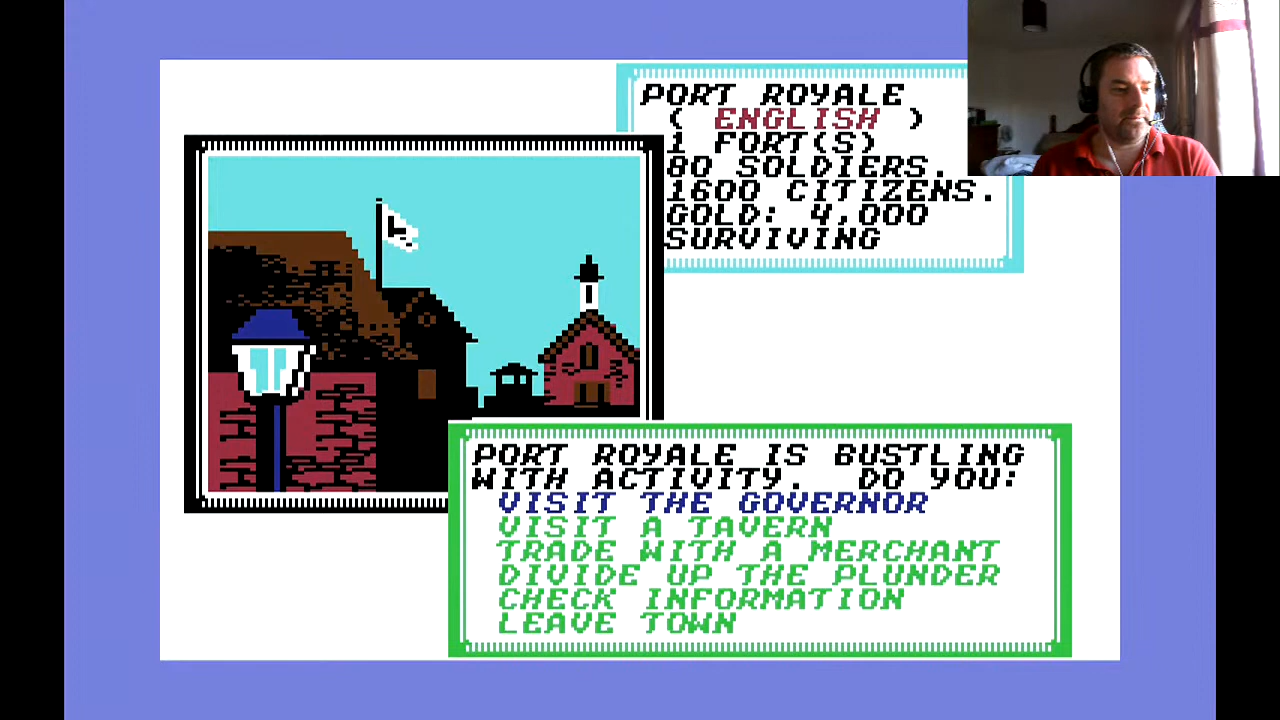 PORT ROYALE
( ENGLISH )
1 FORT(S)
80 SOLDIERS.
1600 CITIZENS.
GOLD: 4,000
SURVIVING
PORT ROYALE IS BUSTLING
WITH ACTIVITY. DO YOU:
VISIT THE GOVERNOR
VISIT A TAVERN
TRADE WITH A MERCHANT
DIVIDE UP THE PLUNDER
CHECK INFORMATION
LEAVE TOWN